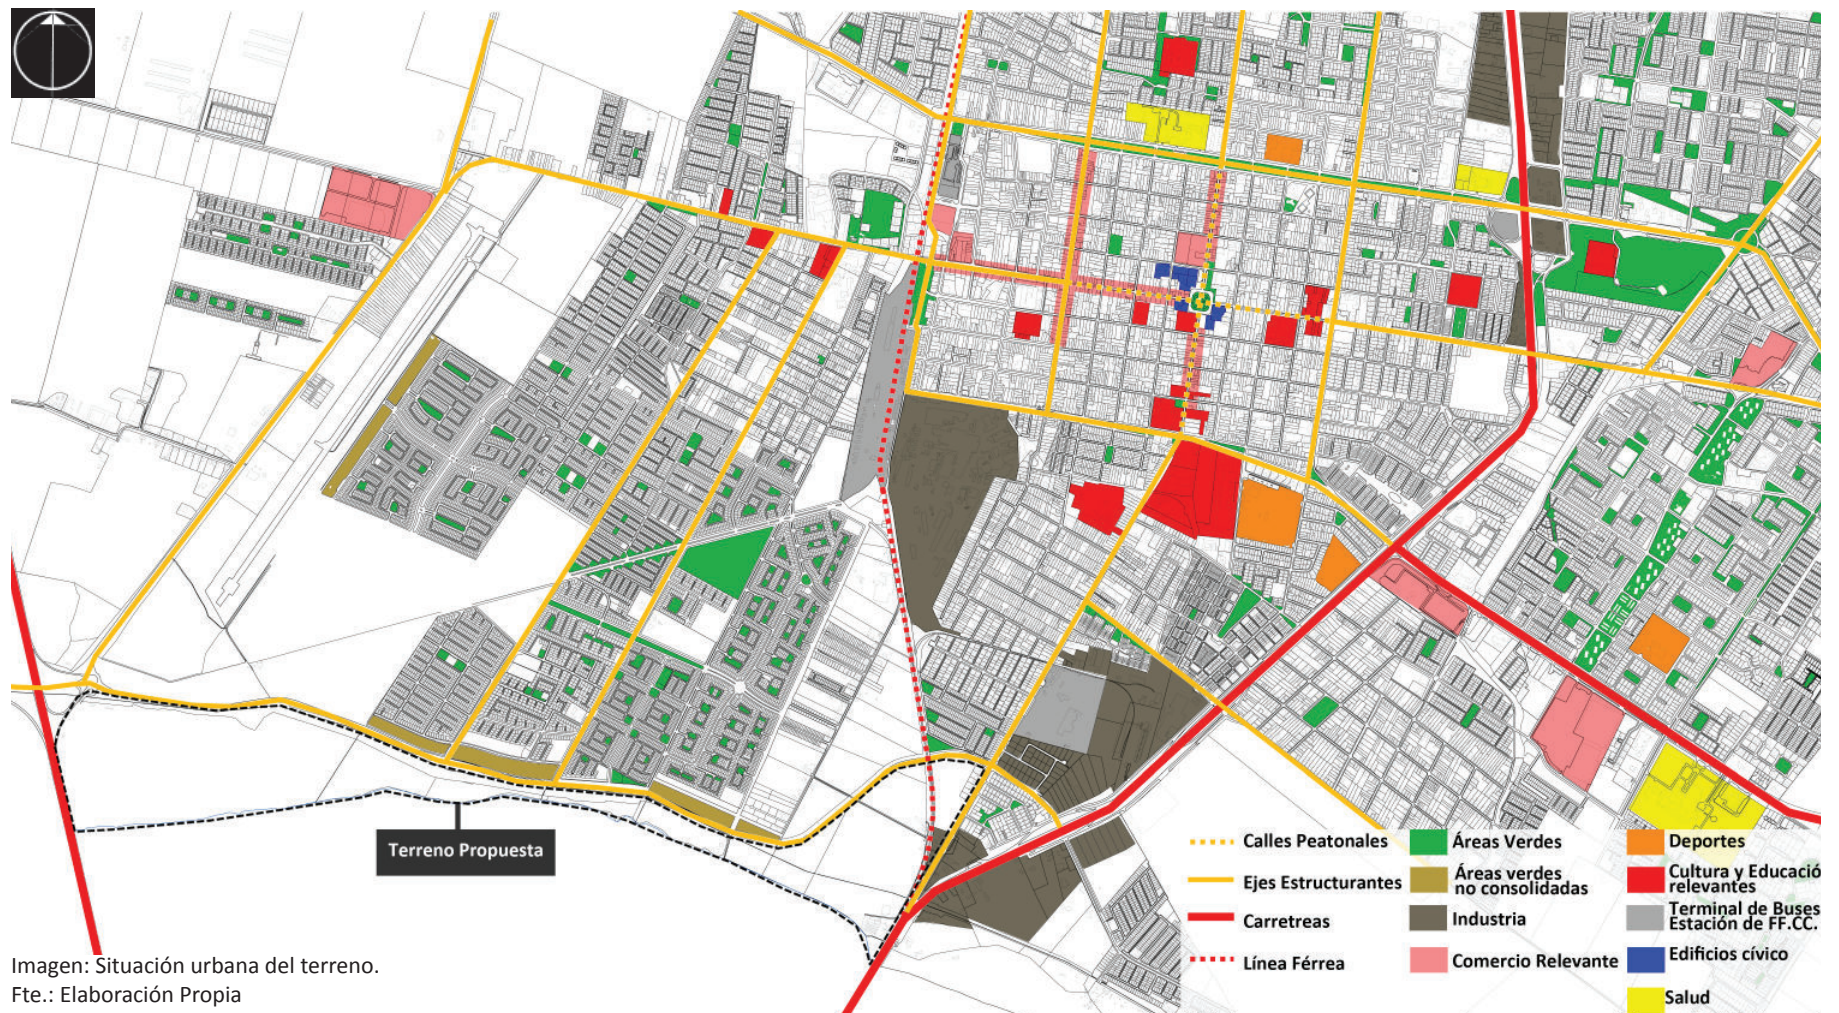 Terreno Propuesta
Calles Peatonales
Ejes Estructurantes
Carretreas
Línea Férrea
Áreas Verdes
Áreas verdes
no consolidadas
Industria
Comercio Relevante
Deportes
Cultura y Educació
relevantes
Terminal de Buses
Estación de FF.CC.
Edificios cívico
Salud
Imagen: Situación urbana del terreno.
Fte.: Elaboración Propia